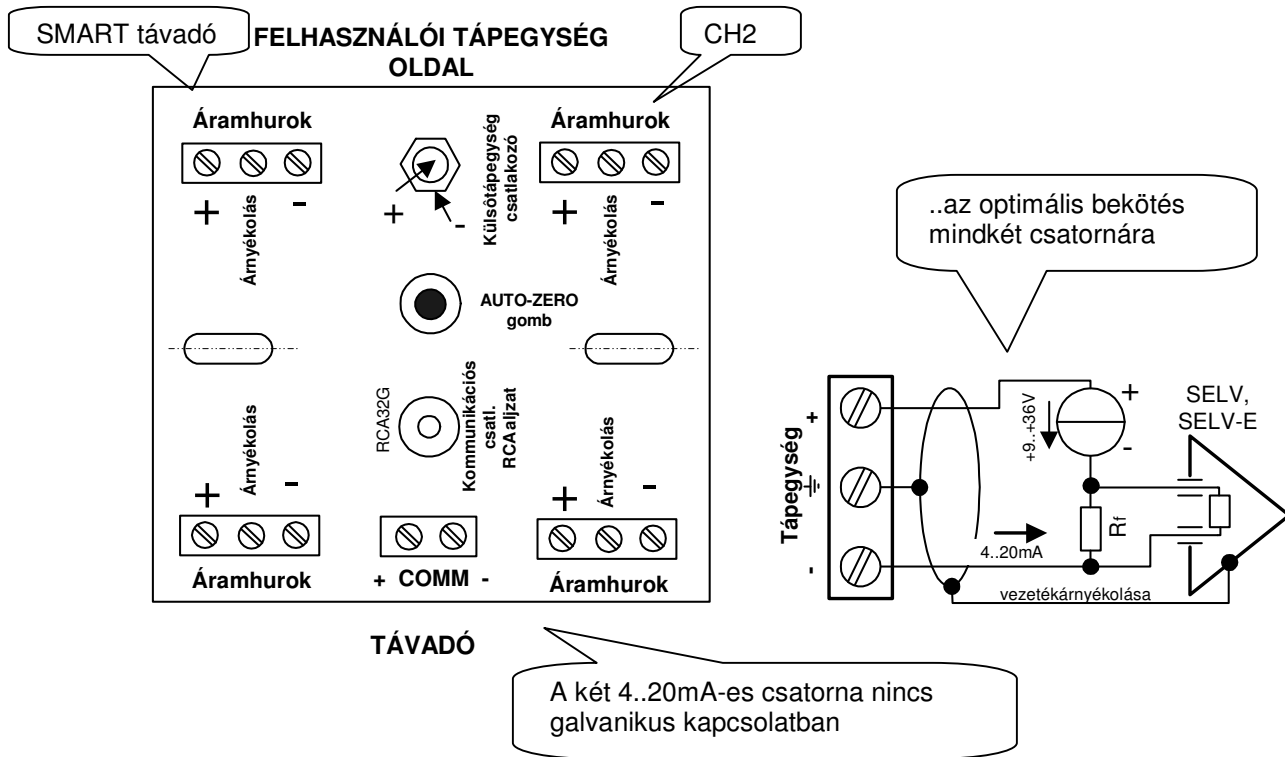 SMART távadó
FELHASZNÁLÓI TÁPEGYSÉG
OLDAL
CH2
Áramhurok
Áramhurok
+
Árnyékolás
-
+
-
Külsôtápegység
csatlakozó
+
Árnyékolás
-
..az optimális bekötés
mindkét csatornára
AUTO-ZERO
gomb
RCA32G
Kommunikációs
csatl.
RCA aljzat
+
Árnyékolás
-
+
Árnyékolás
-
Áramhurok
+ COMM -
Áramhurok
TÁVADÓ
A két 4..20mA-es csatorna nincs
galvanikus kapcsolatban
Tápegység
+
-
+9..+36V
+
-
SELV,
SELV-E
Rf
4..20mA
vezetékárnyékolása